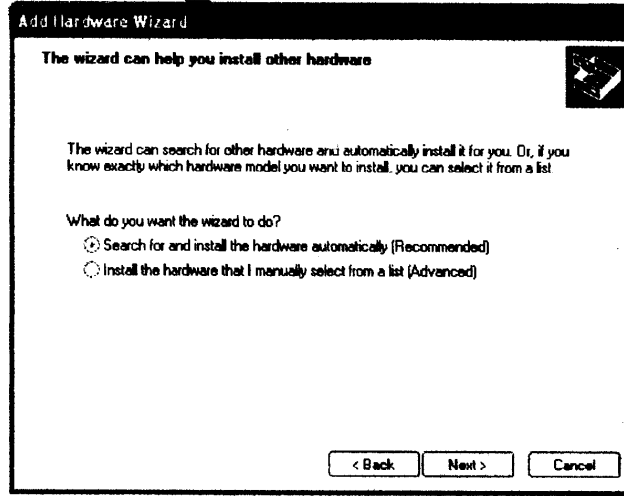 Add Hardware Wizard
The wizard can help you install other hardware
The wizard can search for other hardware and automatically install it for you. Or, if you
know exactly which hardware model you want to install, you can select it from a list.
What do you want the wizard to do?
Search for and install the hardware automatically (Recommended)
Install the hardware that I manually select from a list (Advanced)
< Back Next > Cancel